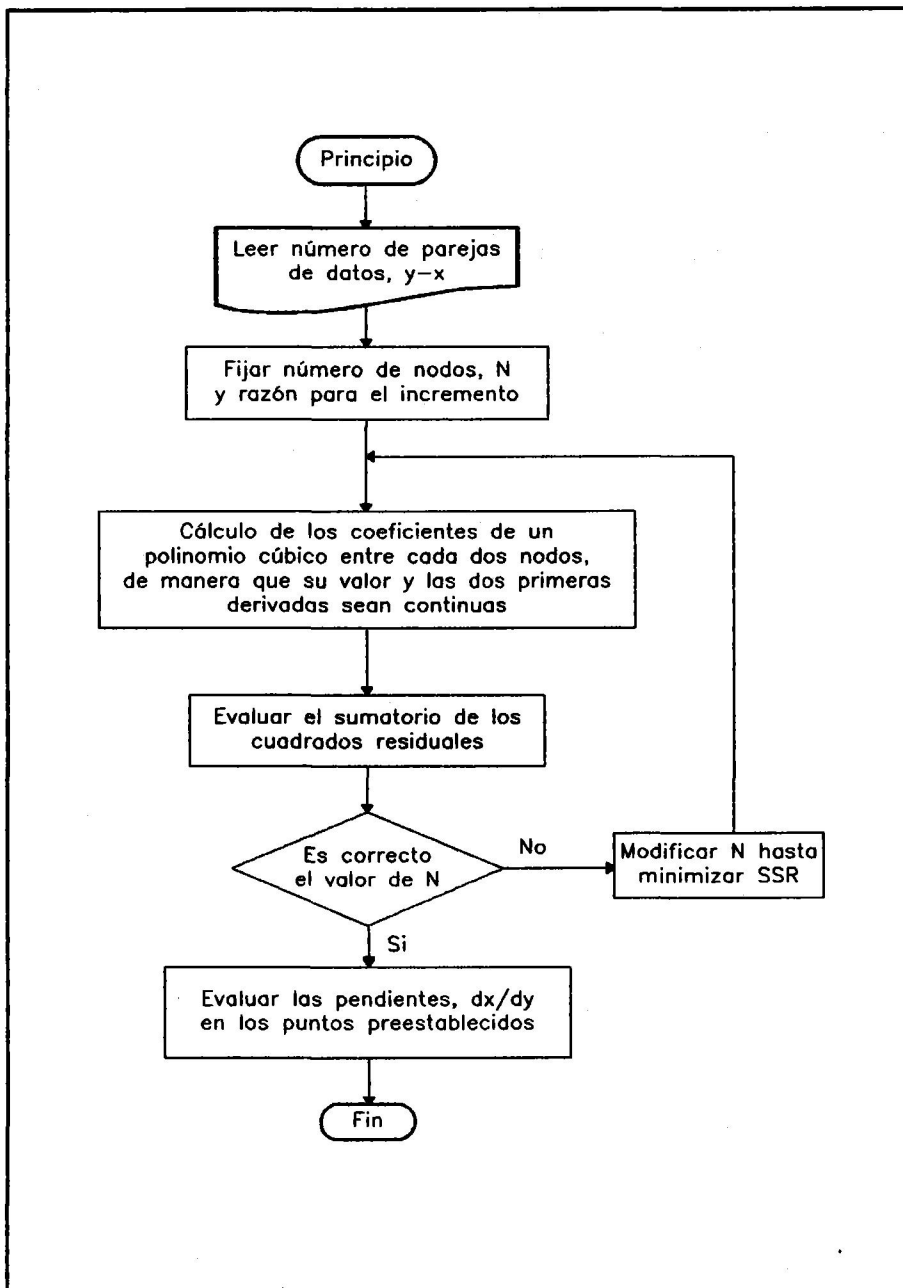 Principio
Leer número de parejas
de datos, y-x
Fijar número de nodos, N
y razón para el incremento
Cálculo de los coeficientes de un
polinomio cúbico entre cada dos nodos,
de manera que su valor y las dos primeras
derivadas sean continuas
Evaluar el sumatorio de los
cuadrados residuales
Es correcto
el valor de N
No
Modificar N hasta
minimizar SSR
Si
Evaluar las pendientes, dx/dy
en los puntos preestablecidos
Fin